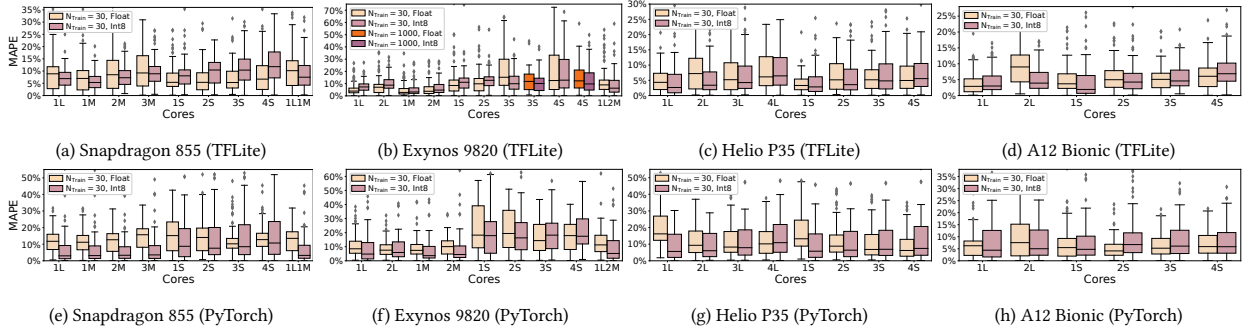 MAPE
35%
30%
25%
20%
15%
10%
5%
0%
N_Train = 30, Float
N_Train = 30, Int8
1L 1M 2M 3M 1S 2S 3S 4S 1L1M
Cores
(a) Snapdragon 855 (TFLite)
70%
60%
50%
40%
30%
20%
10%
0%
N_Train = 30, Float
N_Train = 30, Int8
N_Train = 1000, Float
N_Train = 1000, Int8
1L 2L 1M 2M 1S 2S 3S 3S 4S 4S 1L2M
Cores
(b) Exynos 9820 (TFLite)
35%
30%
25%
20%
15%
10%
5%
0%
N_Train = 30, Float
N_Train = 30, Int8
1L 2L 3L 4L 1S 2S 3S 4S
Cores
(c) Helio P35 (TFLite)
25%
20%
15%
10%
5%
0%
N_Train = 30, Float
N_Train = 30, Int8
1L 2L 1S 2S 3S 4S
Cores
(d) A12 Bionic (TFLite)
MAPE
50%
40%
30%
20%
10%
0%
N_Train = 30, Float
N_Train = 30, Int8
1L 1M 2M 3M 1S 2S 3S 4S 1L1M
Cores
(e) Snapdragon 855 (PyTorch)
60%
50%
40%
30%
20%
10%
0%
N_Train = 30, Float
N_Train = 30, Int8
1L 2L 1M 2M 1S 2S 3S 4S 1L2M
Cores
(f) Exynos 9820 (PyTorch)
50%
40%
30%
20%
10%
0%
N_Train = 30, Float
N_Train = 30, Int8
1L 2L 3L 4L 1S 2S 3S 4S
Cores
(g) Helio P35 (PyTorch)
35%
30%
25%
20%
15%
10%
5%
0%
N_Train = 30, Float
N_Train = 30, Int8
1L 2L 1S 2S 3S 4S
Cores
(h) A12 Bionic (PyTorch)